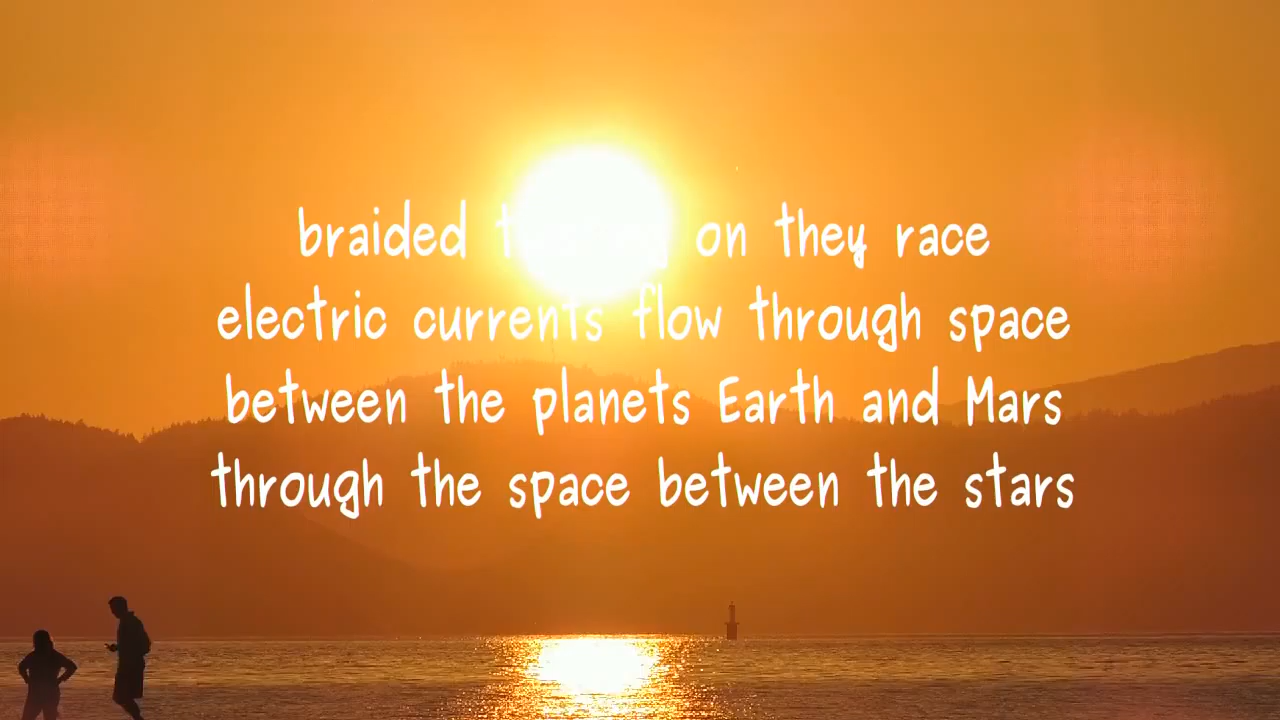 braided on they race
electric currents flow through space
between the planets Earth and Mars
through the space between the stars